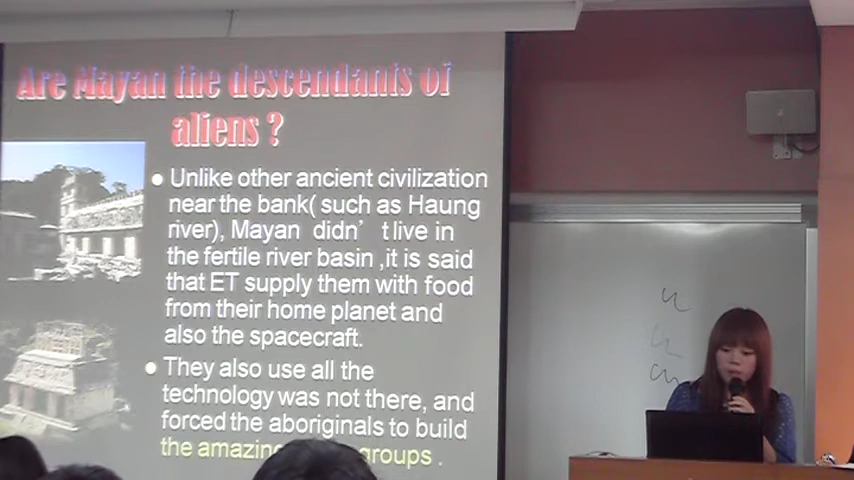 Are Mayan the descendants of
aliens ?
● Unlike other ancient civilization
near the bank( such as Haung
river), Mayan didn' t live in
the fertile river basin ,it is said
that ET supply them with food
from their home planet and
also the spacecraft.
● They also use all the
technology was not there, and
forced the aboriginals to build
the amazing groups .